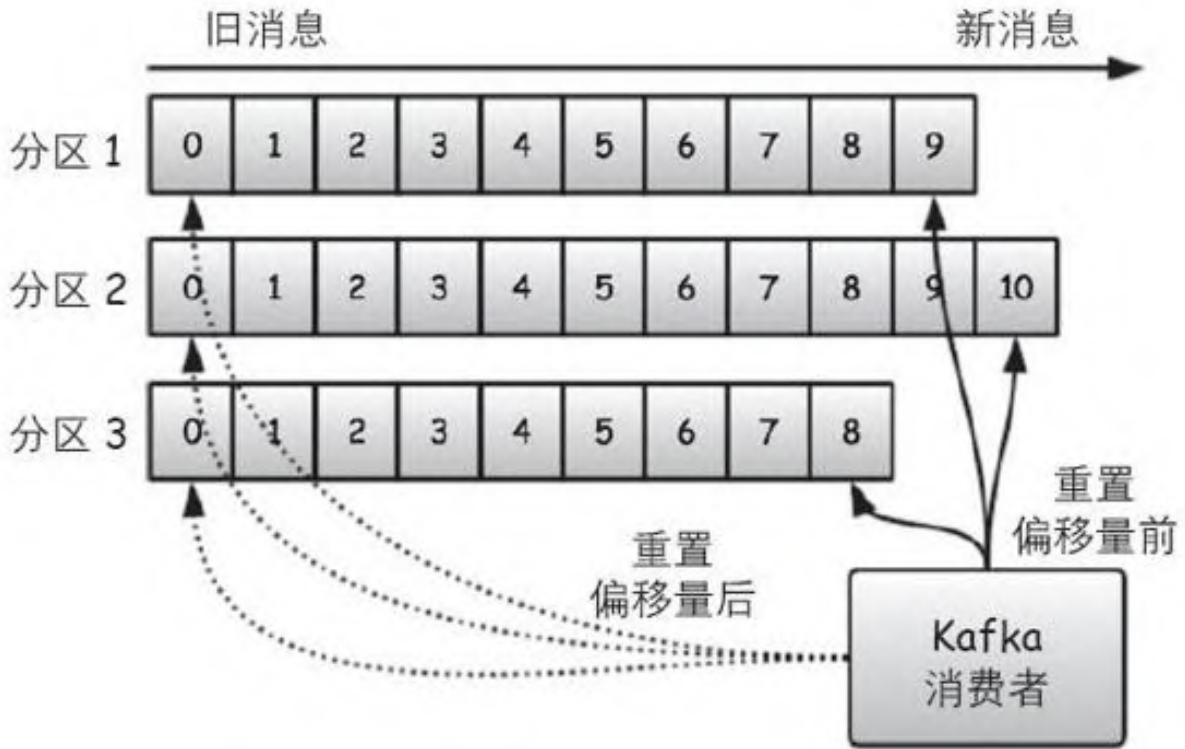 旧消息 新消息
分区 1 0 1 2 3 4 5 6 7 8 9
分区 2 0 1 2 3 4 5 6 7 8 9 10
分区 3 0 1 2 3 4 5 6 7 8
重置
偏移量前
重置
偏移量后
Kafka
消费者